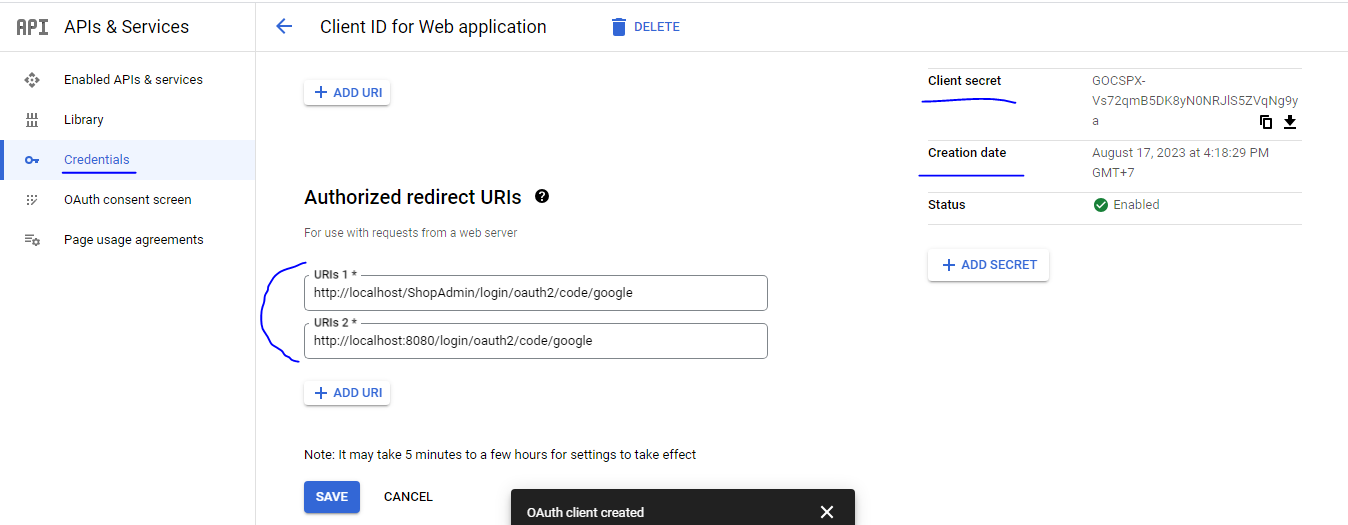 API APIs & Services
Client ID for Web application
DELETE
Enabled APIs & services
Library
Credentials
OAuth consent screen
Page usage agreements
ADD URI
Authorized redirect URIs
For use with requests from a web server
URIs 1 *
http://localhost/ShopAdmin/login/oauth2/code/google
URIs 2 *
http://localhost:8080/login/oauth2/code/google
ADD URI
Note: It may take 5 minutes to a few hours for settings to take effect
SAVE CANCEL
OAuth client created
Client secret
GOCSPX-
Vs72qmB5DK8yN0NRJlS5ZVqNg9y
a
Creation date
August 17, 2023 at 4:18:29 PM
GMT+7
Status
Enabled
ADD SECRET